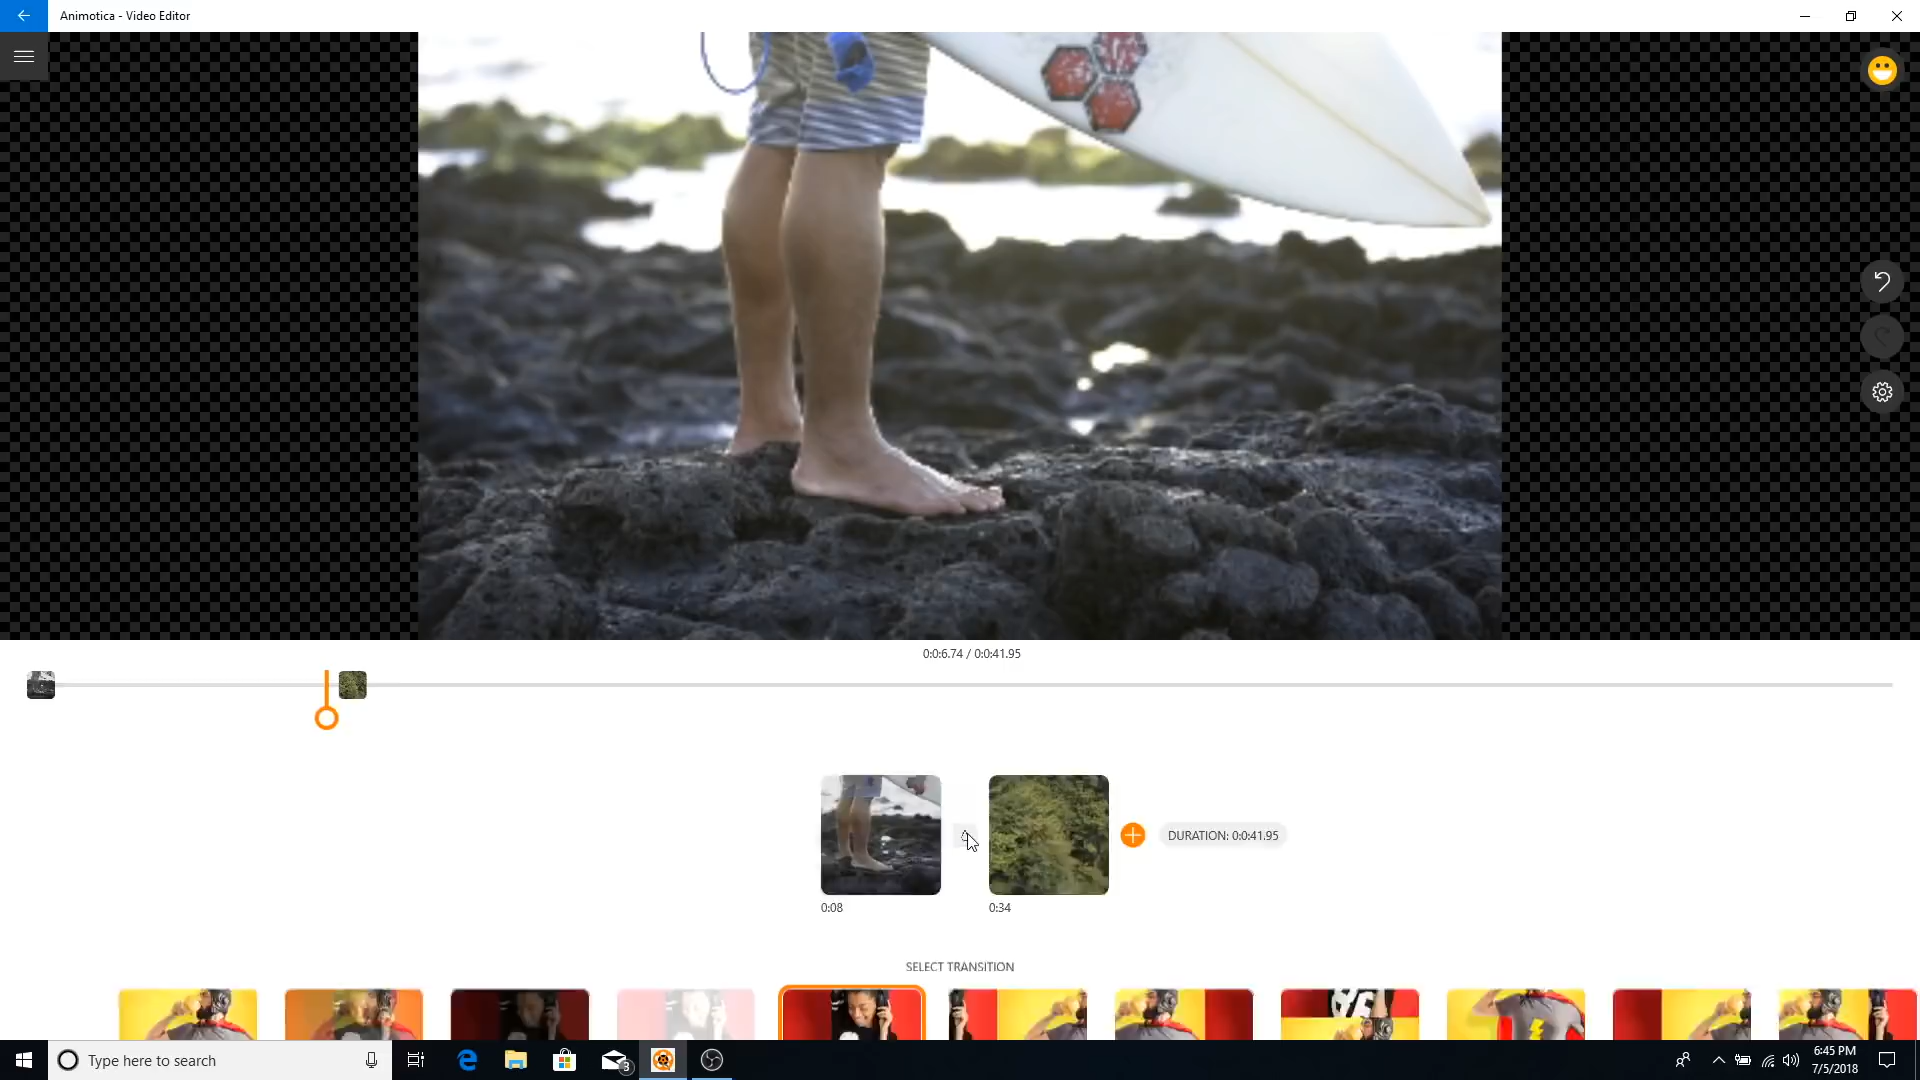 Animotica - Video Editor
0:0:6.74 / 0:0:41.95
DURATION: 0:0:41.95
0:08
0:34
SELECT TRANSITION
Type here to search
3
6:45 PM
7/5/2018